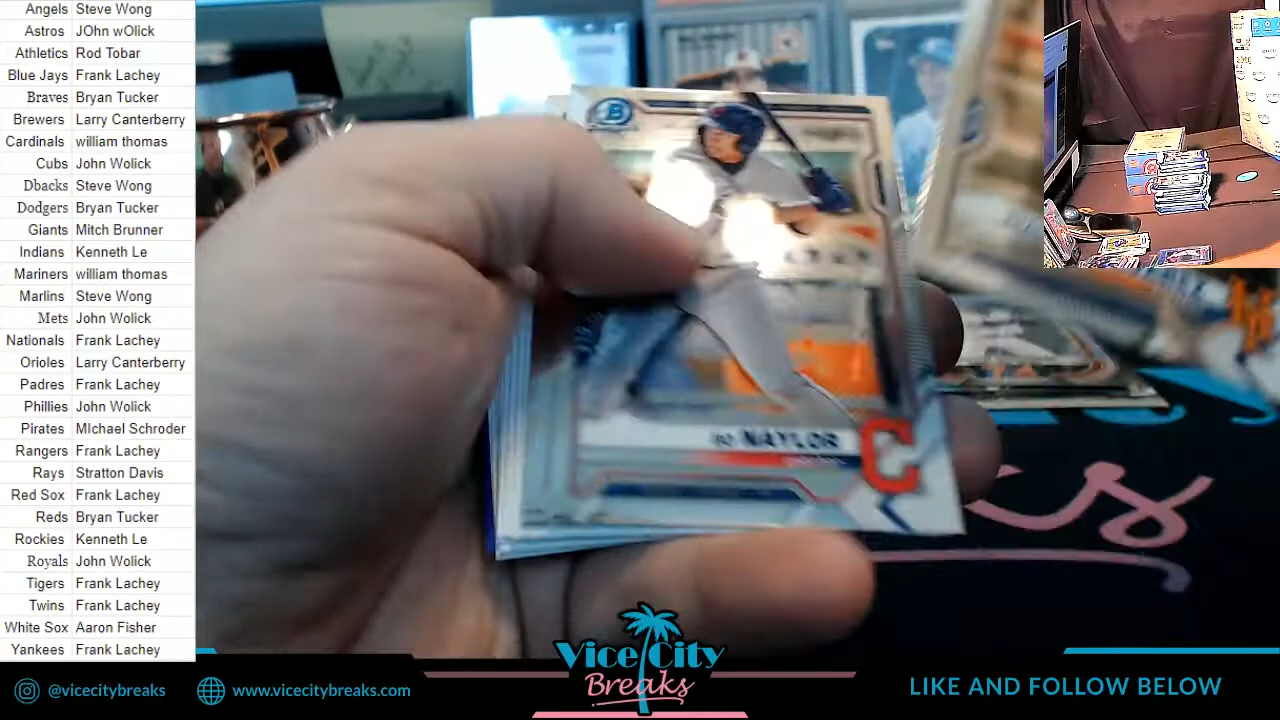 Angels Steve Wong
Astros JOhn wOlick
Athletics Rod Tobar
Blue Jays Frank Lachey
Braves Bryan Tucker
Brewers Larry Canterberry
Cardinals william thomas
Cubs John Wolick
Dbacks Steve Wong
Dodgers Bryan Tucker
Giants Mitch Brunner
Indians Kenneth Le
Mariners william thomas
Marlins Steve Wong
Mets John Wolick
Nationals Frank Lachey
Orioles Larry Canterberry
Padres Frank Lachey
Phillies John Wolick
Pirates MIchael Schroder
Rangers Frank Lachey
Rays Stratton Davis
Red Sox Frank Lachey
Reds Bryan Tucker
Rockies Kenneth Le
Royals John Wolick
Tigers Frank Lachey
Twins Frank Lachey
White Sox Aaron Fisher
Yankees Frank Lachey
B
BO NAYLOR
C
Vice City
Breaks
@vicecitybreaks
www.vicecitybreaks.com
LIKE AND FOLLOW BELOW